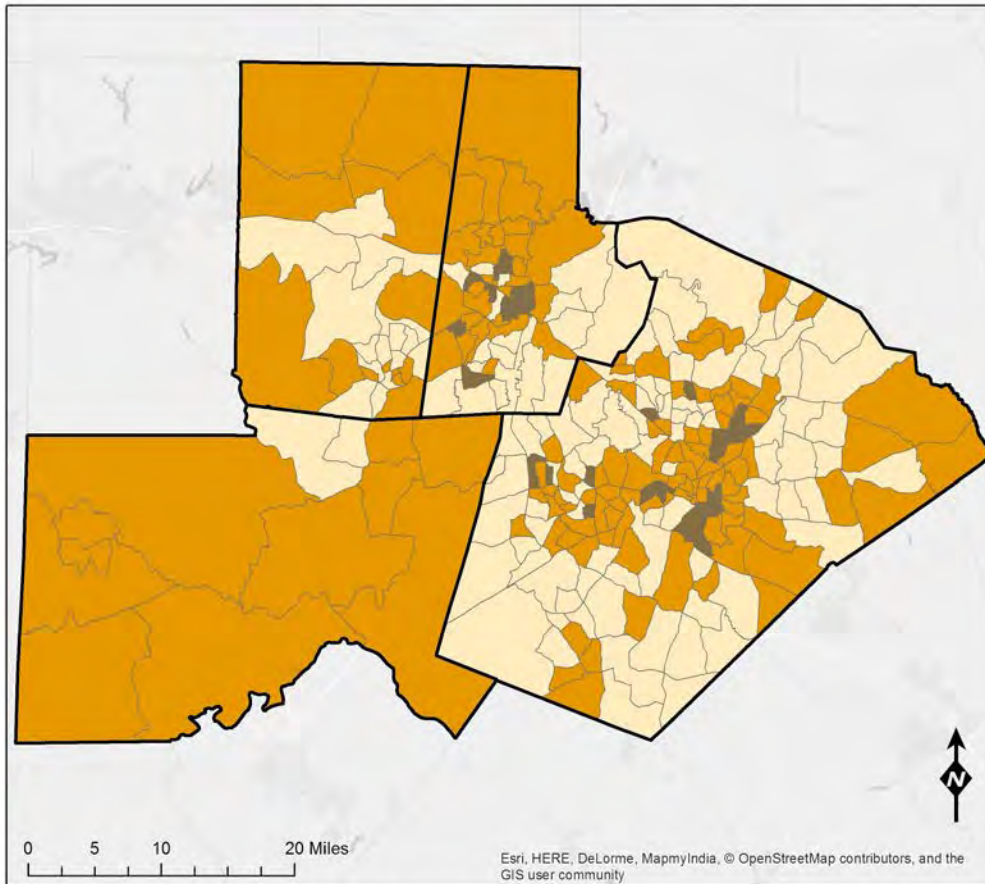 N
0 5 10 20 Miles
Esri, HERE, DeLorme, MapmyIndia, © OpenStreetMap contributors, and the
GIS user community